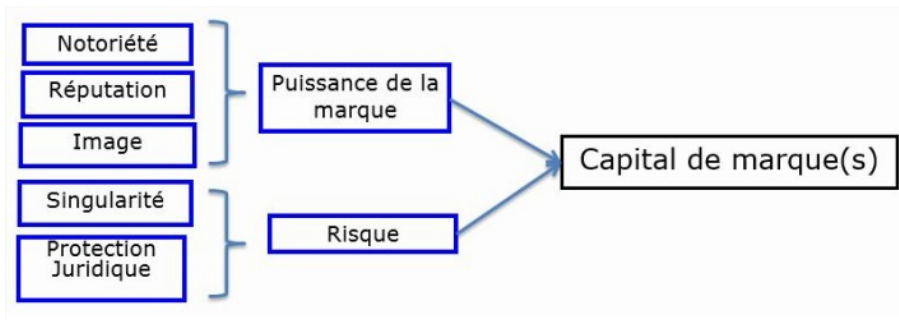 Notoriété
Réputation
Image
Puissance de la
marque
Capital de marque(s)
Singularité
Protection
Juridique
Risque